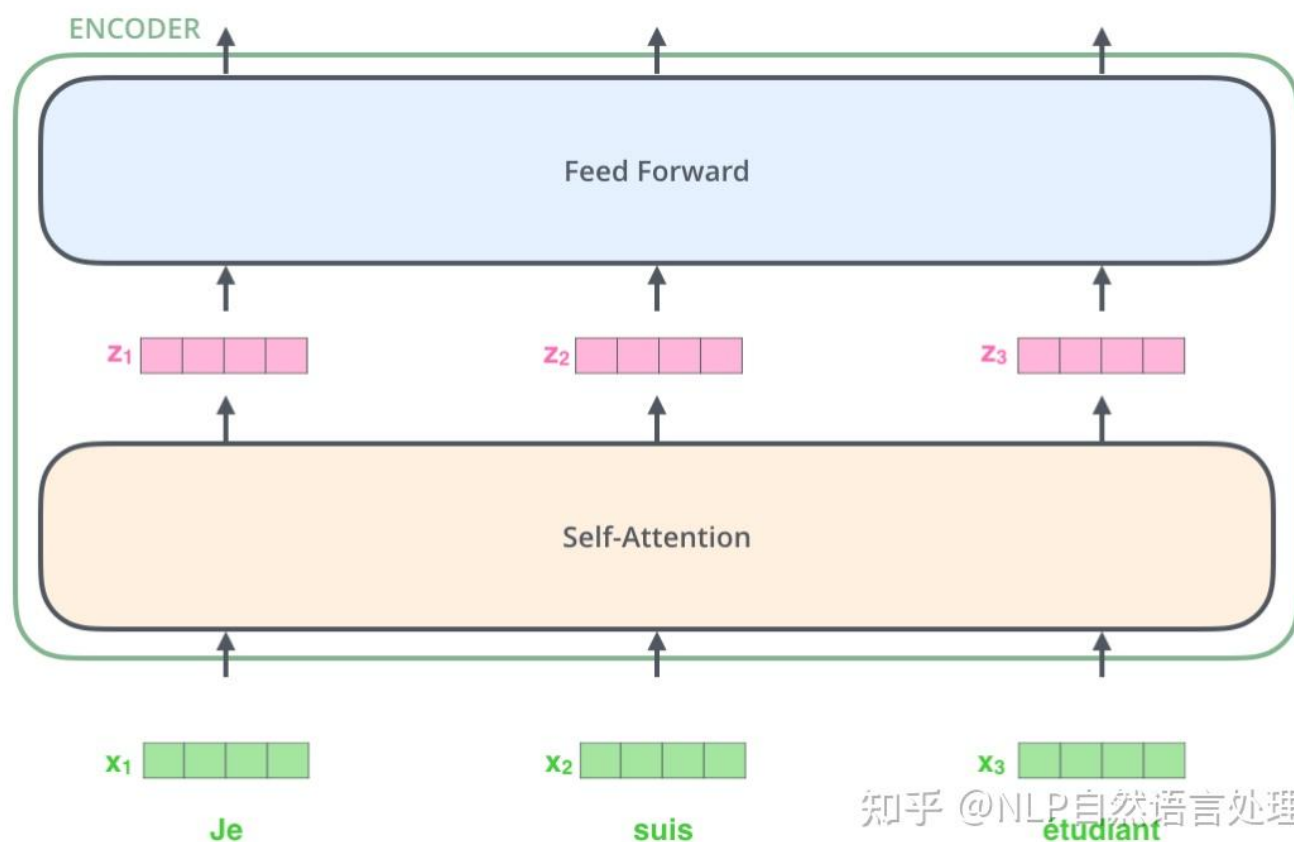 ENCODER
Feed Forward
z₁ z₂ z₃
Self-Attention
x₁ x₂ x₃
知乎 @NLP自然语言处理
Je suis étudiant